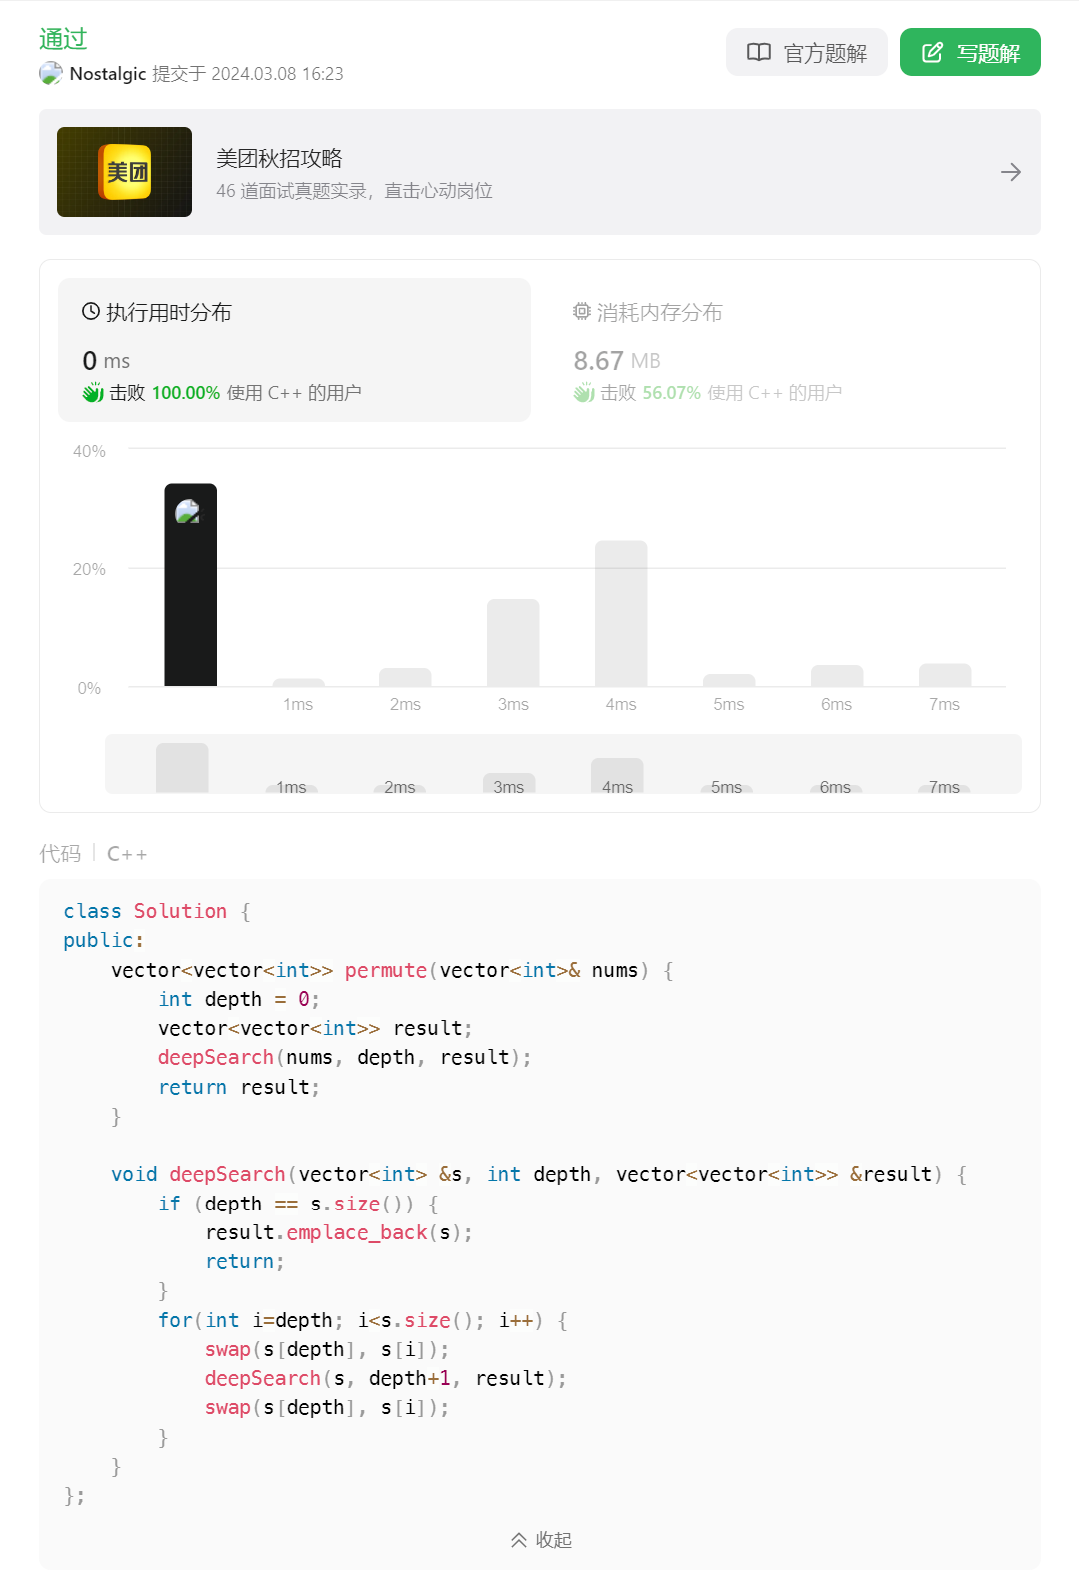 通过
官方题解
写题解
Nostalgic 提交于 2024.03.08 16:23
美团
美团秋招攻略
46 道面试真题实录，直击心动岗位
执行用时分布
0 ms
击败 100.00% 使用 C++ 的用户
消耗内存分布
8.67 MB
击败 56.07% 使用 C++ 的用户
40%
20%
0%
1ms
2ms
3ms
4ms
5ms
6ms
7ms
1ms
2ms
3ms
4ms
5ms
6ms
7ms
代码
C++
class Solution {
public:
    vector<vector<int>> permute(vector<int>& nums) {
        int depth = 0;
        vector<vector<int>> result;
        deepSearch(nums, depth, result);
        return result;
    }
    void deepSearch(vector<int> &s, int depth, vector<vector<int>> &result) {
        if (depth == s.size()) {
            result.emplace_back(s);
            return;
        }
        for(int i=depth; i<s.size(); i++) {
            swap(s[depth], s[i]);
            deepSearch(s, depth+1, result);
            swap(s[depth], s[i]);
        }
    }
};
收起